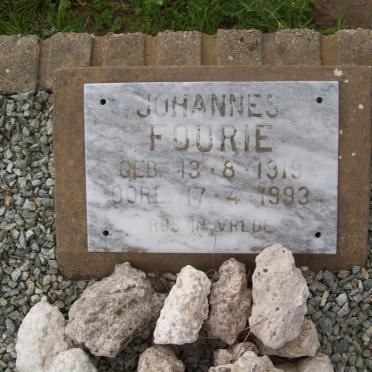 JOHANNES
FOURIE
GEB. 13·8·1919
OORL. 17·4·1993
RUS IN VREDE